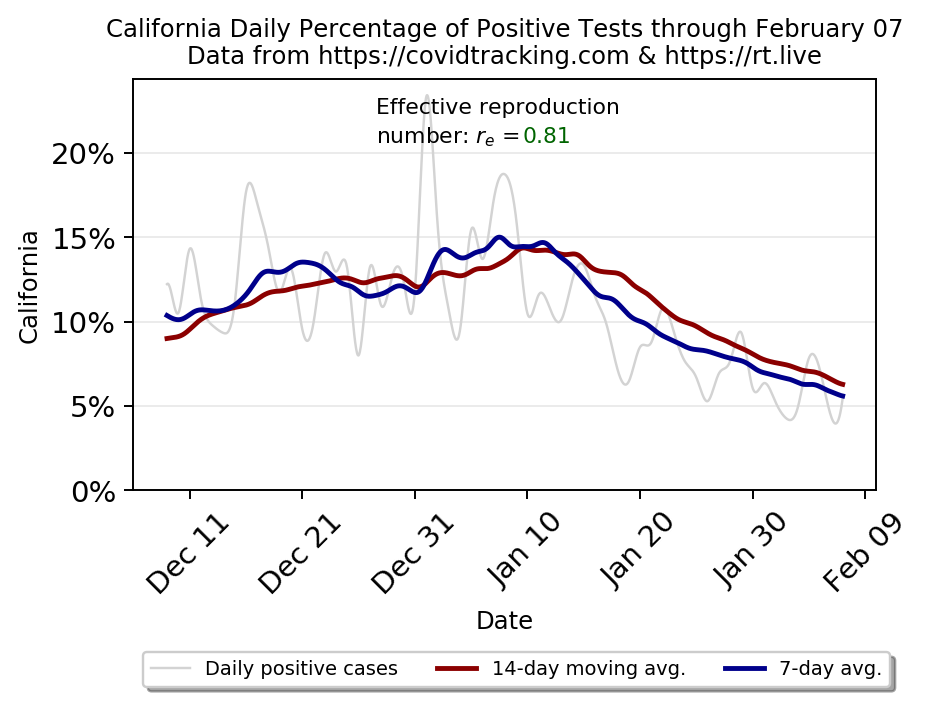 California Daily Percentage of Positive Tests through February 07
Data from https://covidtracking.com & https://rt.live
Effective reproduction
number: rₑ =0.81
20%
15%
10%
5%
0%
California
Dec 11
Dec 21
Dec 31
Jan 10
Jan 20
Jan 30
Feb 09
Date
Daily positive cases
14-day moving avg.
7-day avg.